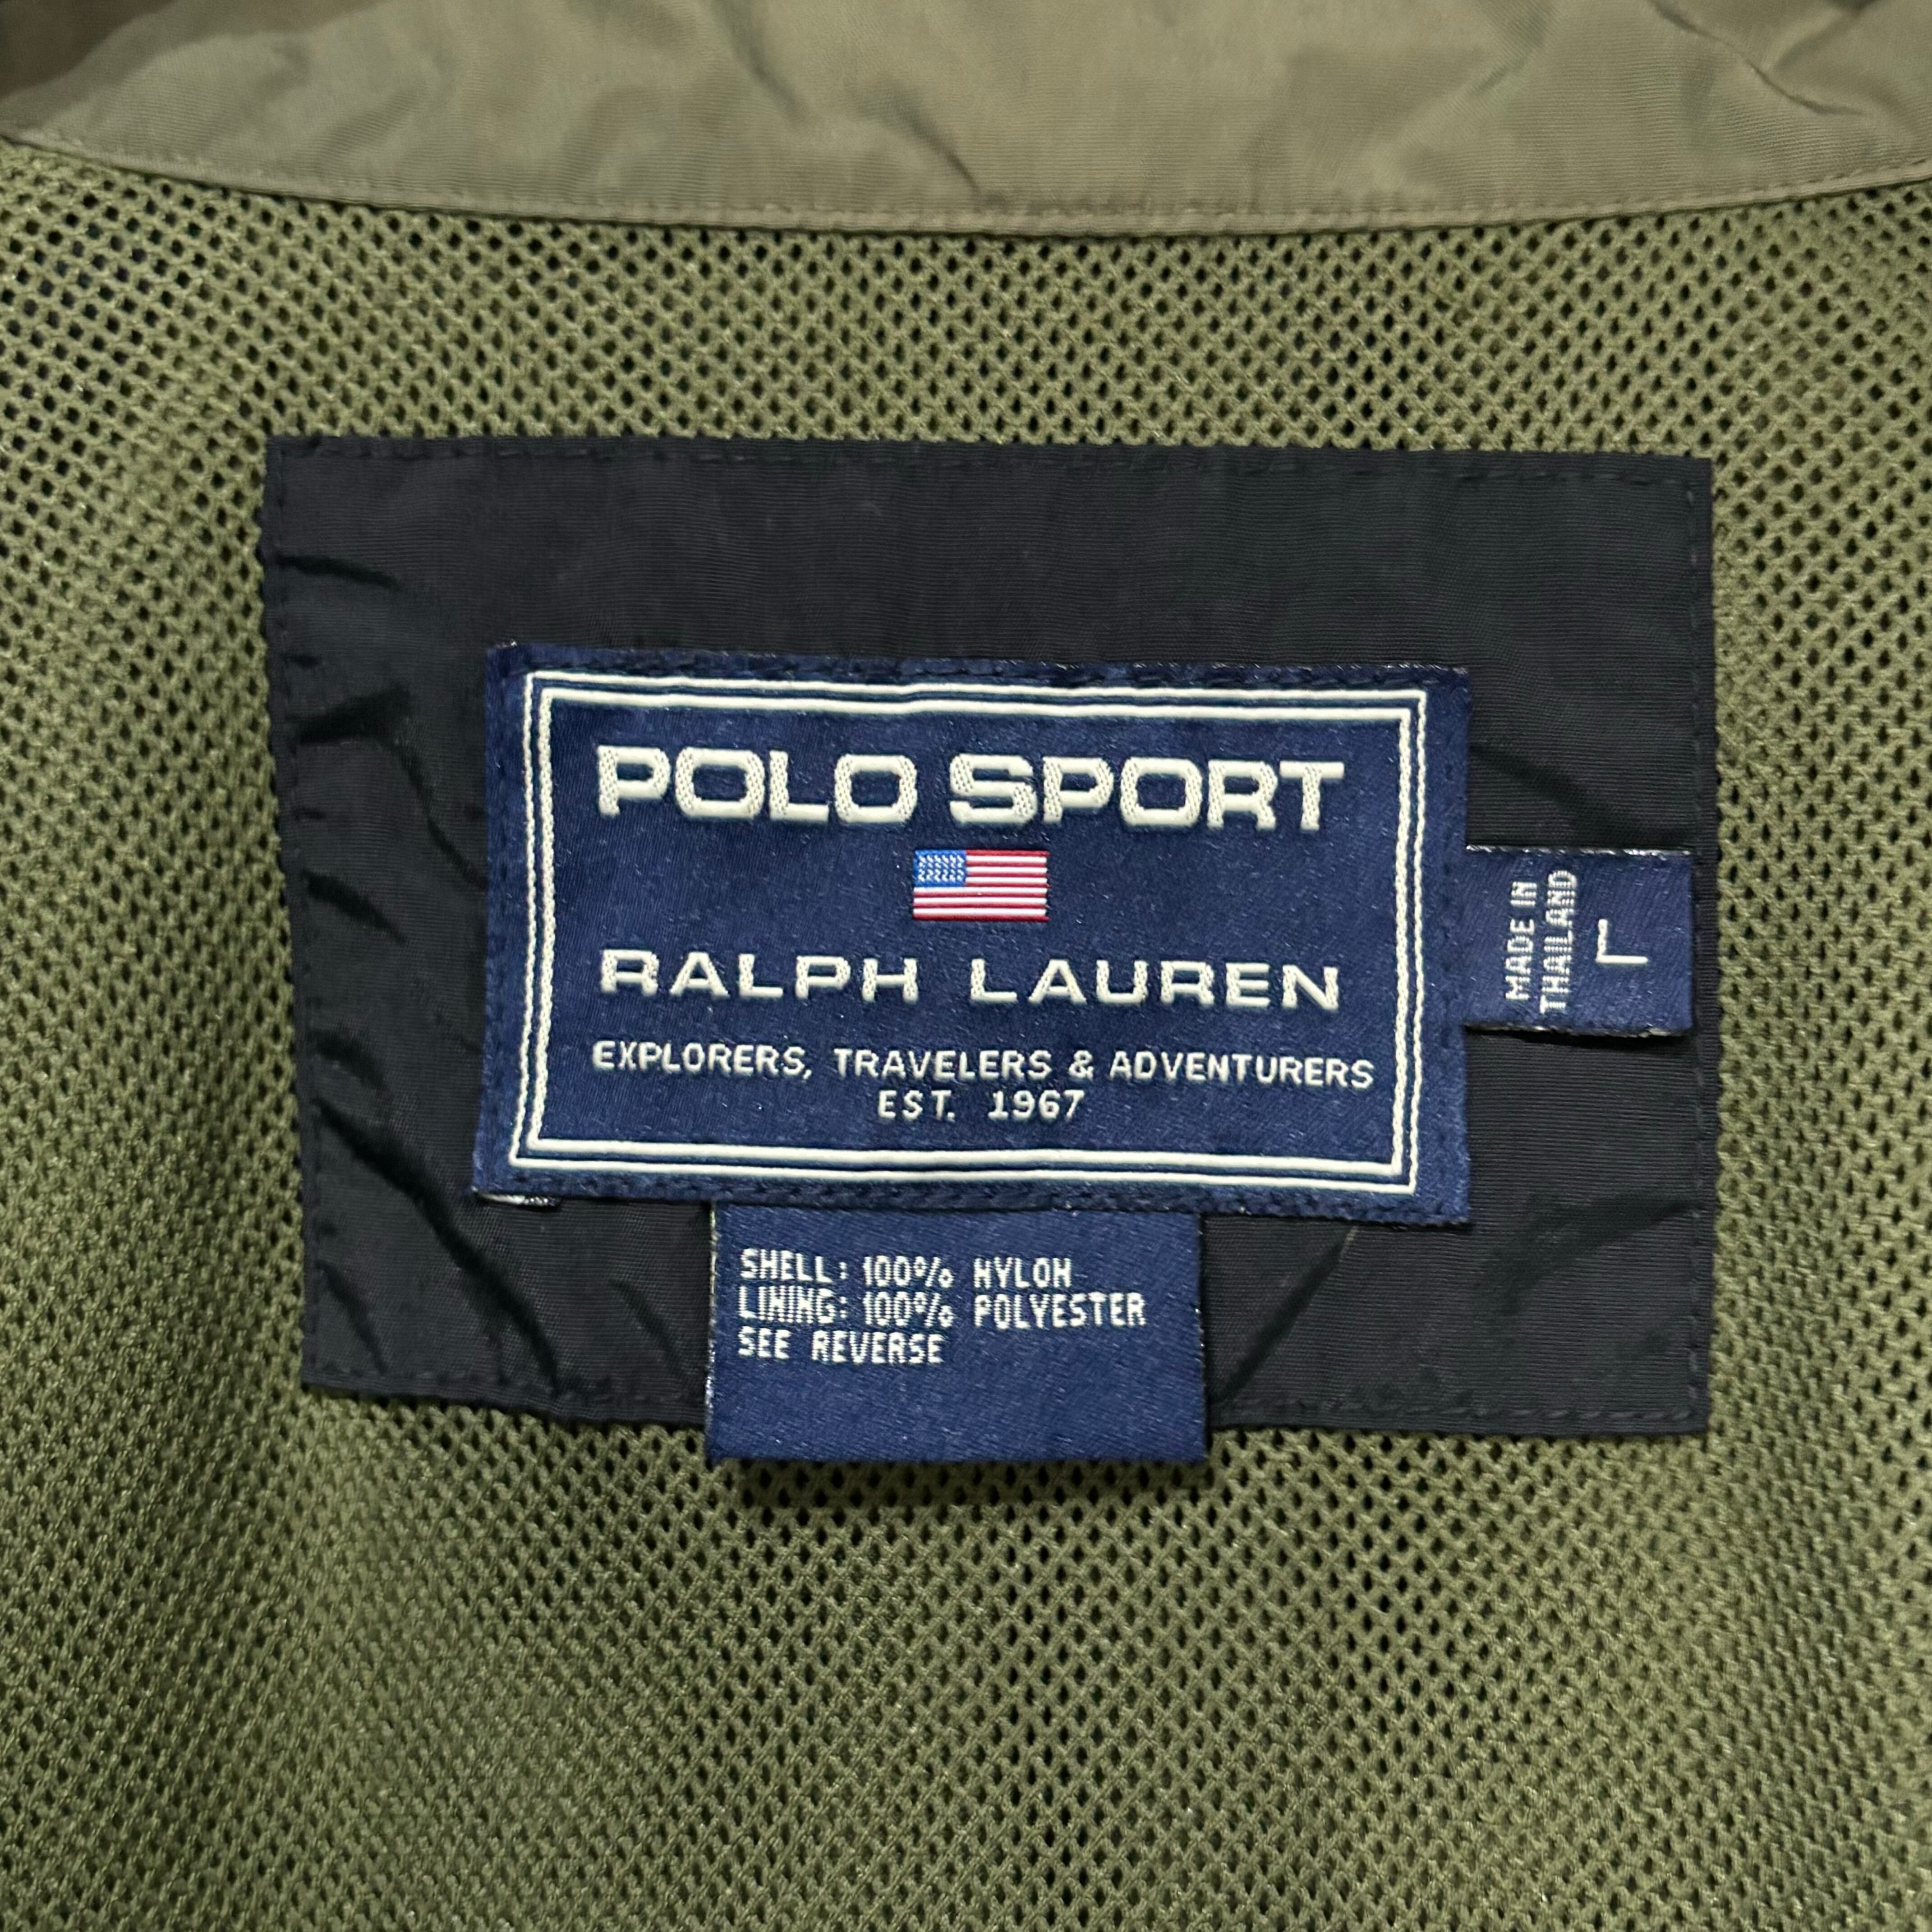 POLO SPORT
RALPH LAUREN
EXPLORERS, TRAVELERS & ADVENTURERS
EST. 1967
MADE IN
THAILAND
L
SHELL: 100% NYLON
LINING: 100% POLYESTER
SEE REVERSE